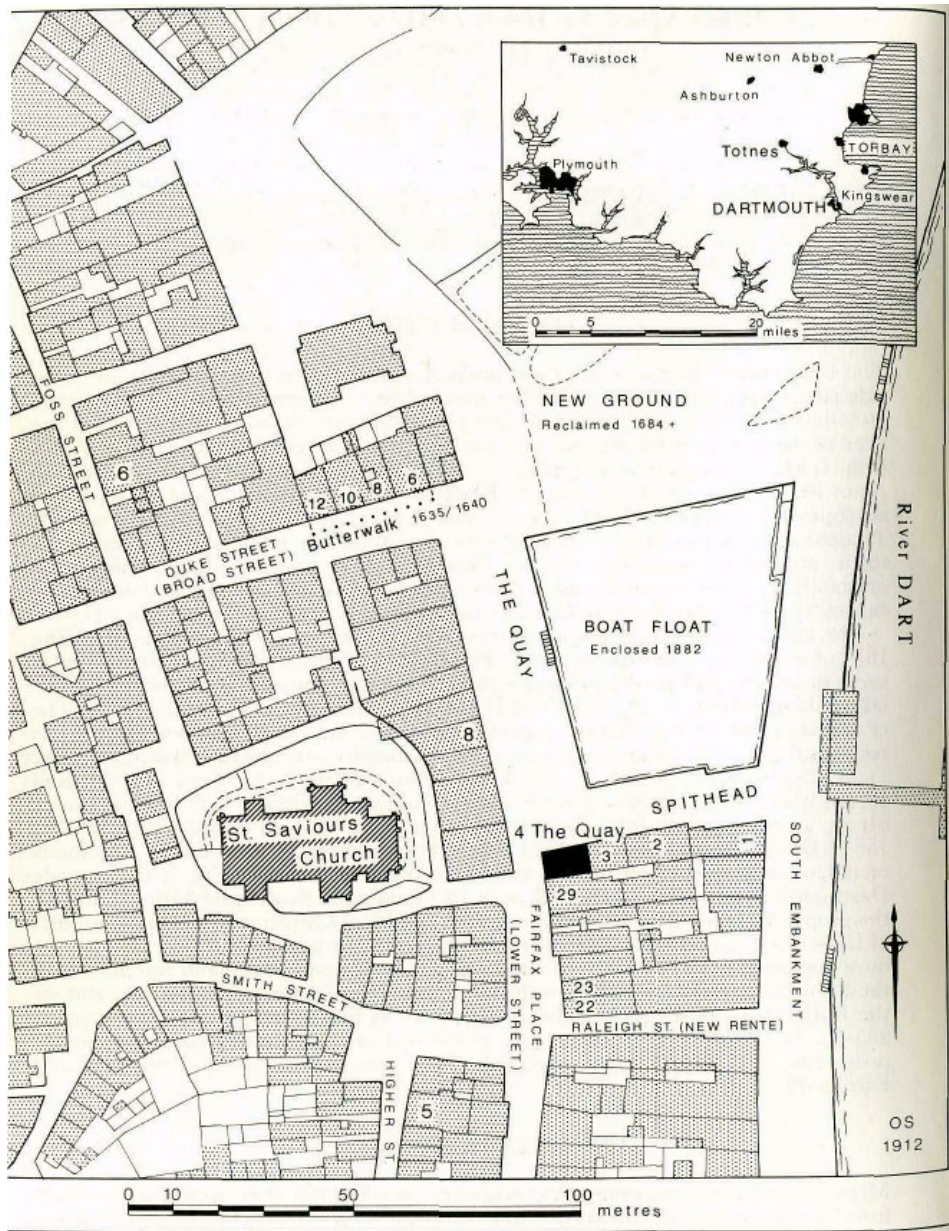 Tavistock
Newton Abbot
Ashburton
Totnes
TORBAY
Plymouth
Kingswear
DARTMOUTH
0 5 20
miles
NEW GROUND
Reclaimed 1684 +
FOSS STREET
6
12 10 8 6
Butterwalk 1635/1640
DUKE STREET
(BROAD STREET)
THE QUAY
BOAT FLOAT
Enclosed 1882
River DART
8
SPITHEAD
St. Saviours
Church
4 The Quay
3 2 1
29
SOUTH EMBANKMENT
FAIRFAX PLACE
(LOWER STREET)
SMITH STREET
23
22
RALEIGH ST. (NEW RENTE)
HIGHER ST.
5
OS
1912
0 10 50 100
metres